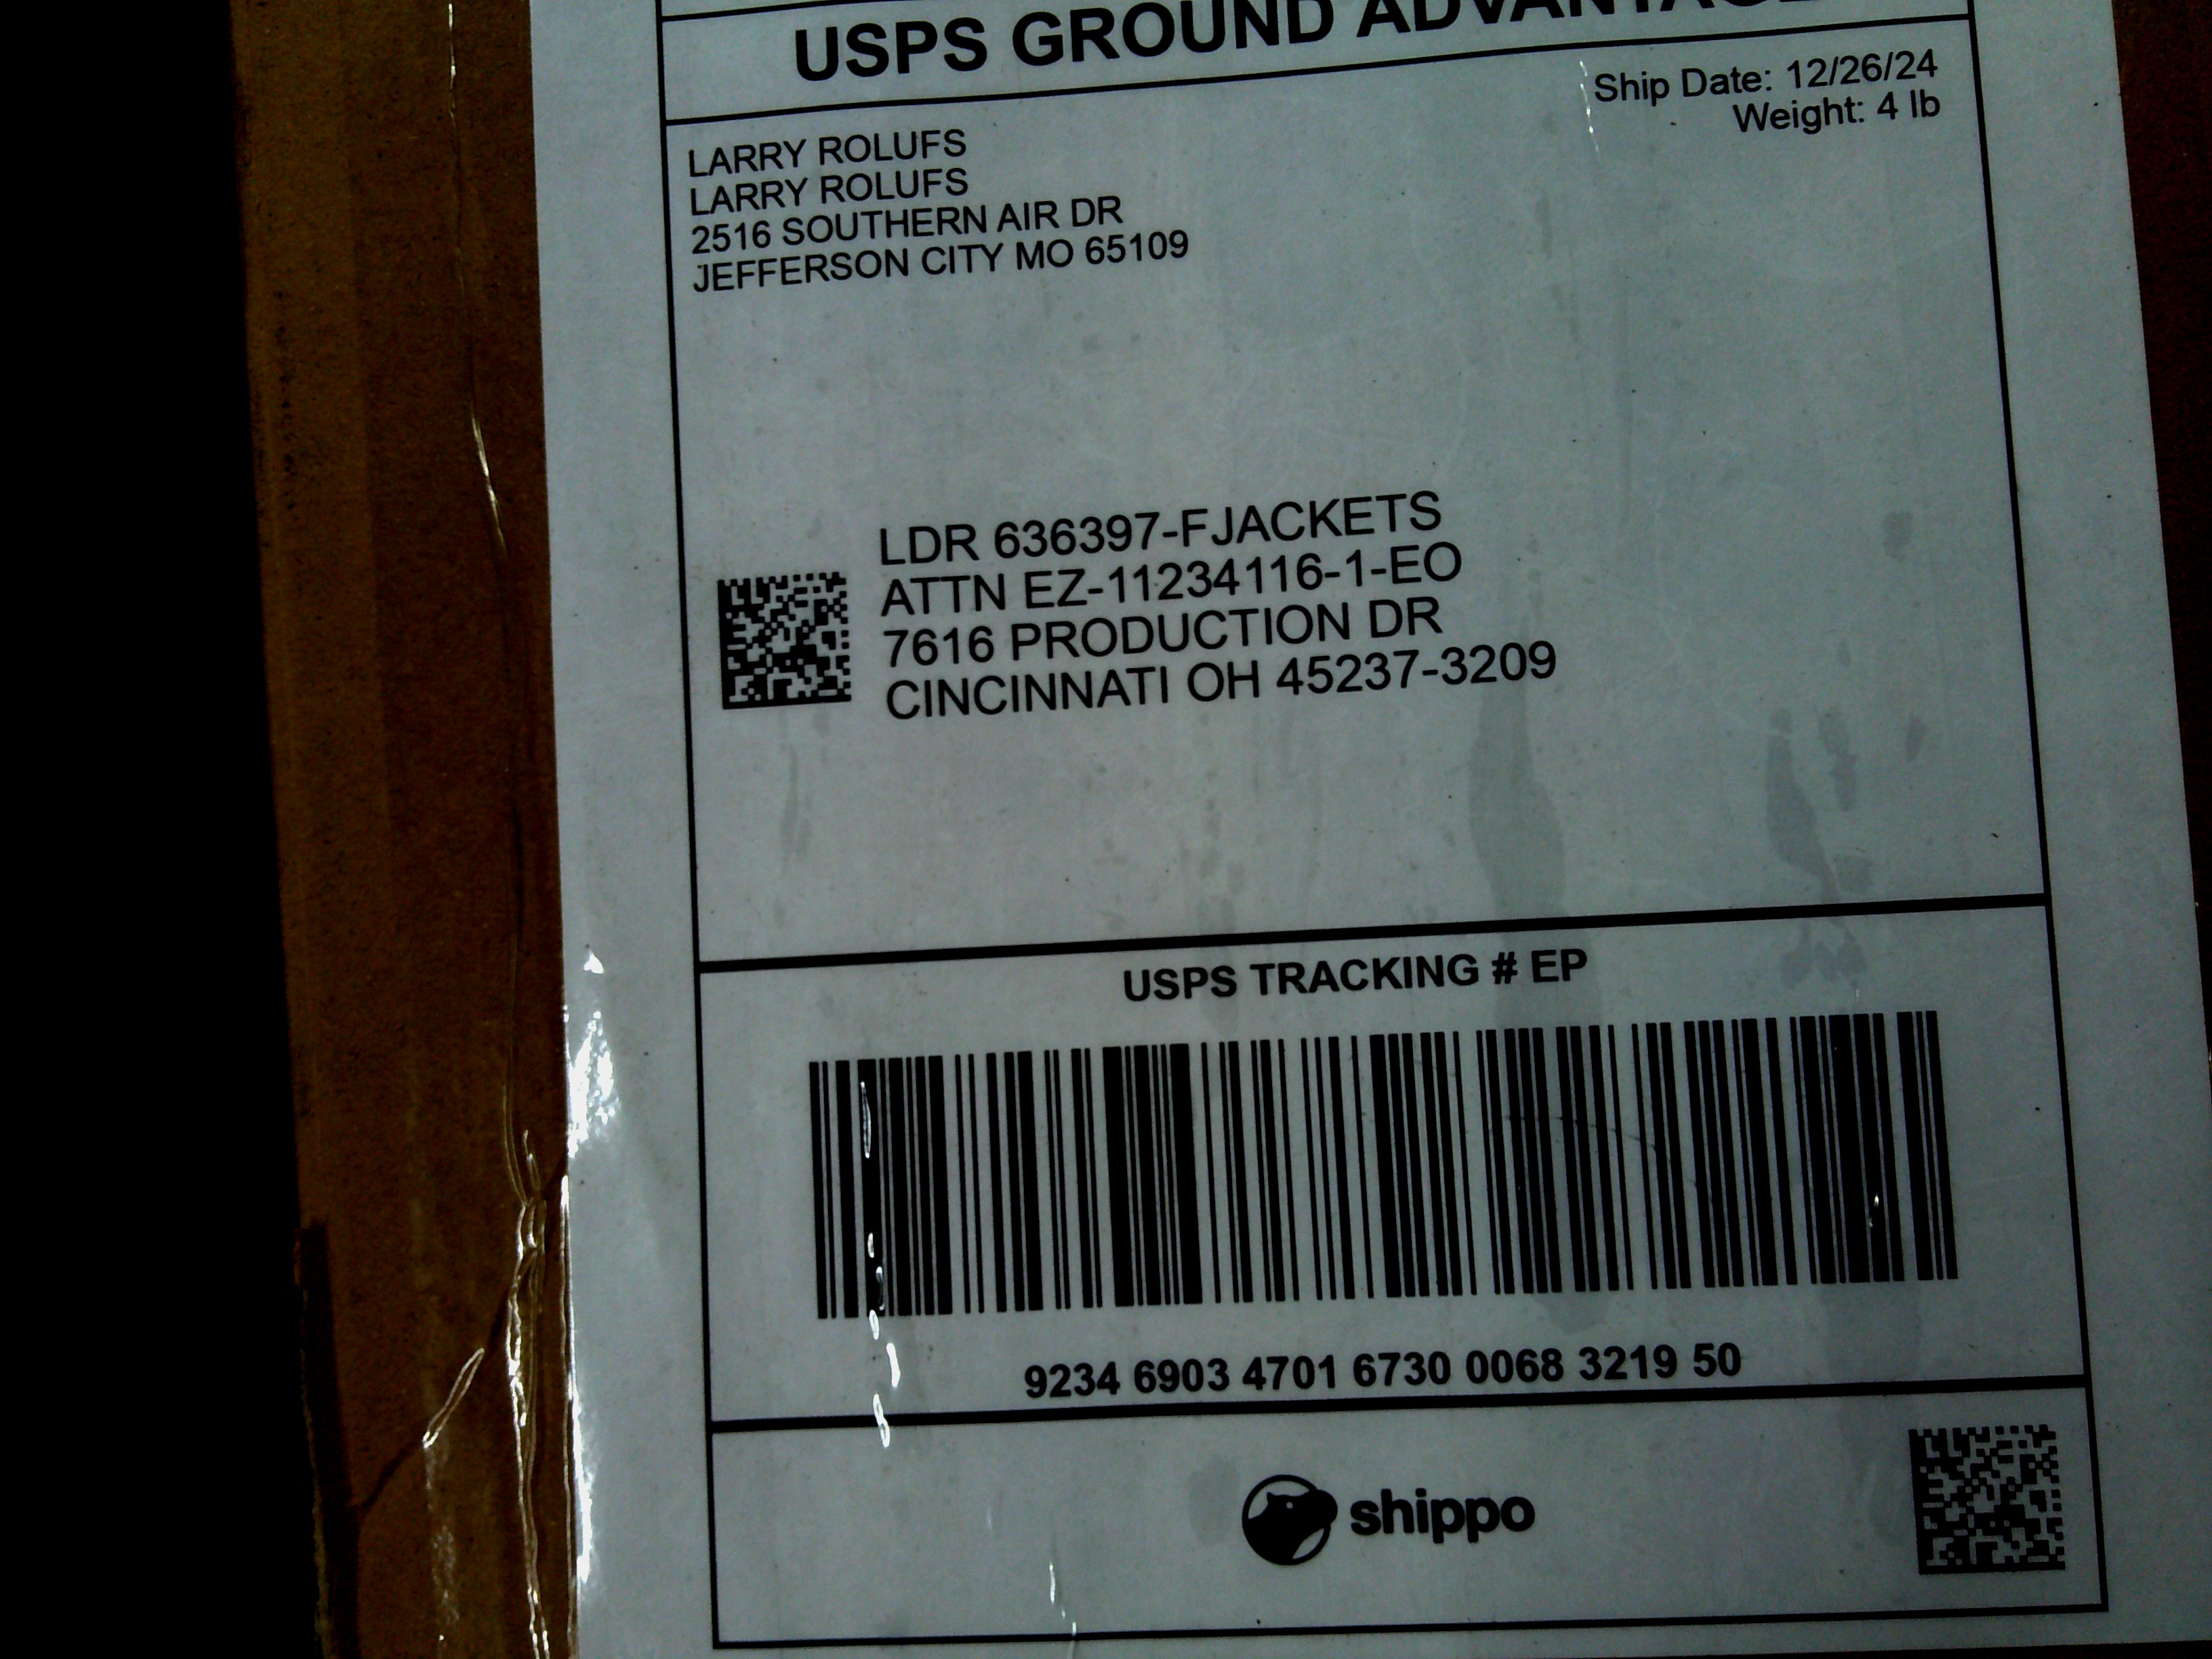 USPS GROUND ADVANTAGE
Ship Date: 12/26/24
Weight: 4 lb
LARRY ROLUFS
LARRY ROLUFS
2516 SOUTHERN AIR DR
JEFFERSON CITY MO 65109
LDR 636397-FJACKETS
ATTN EZ-11234116-1-EO
7616 PRODUCTION DR
CINCINNATI OH 45237-3209
USPS TRACKING # EP
9234 6903 4701 6730 0068 3219 50
shippo